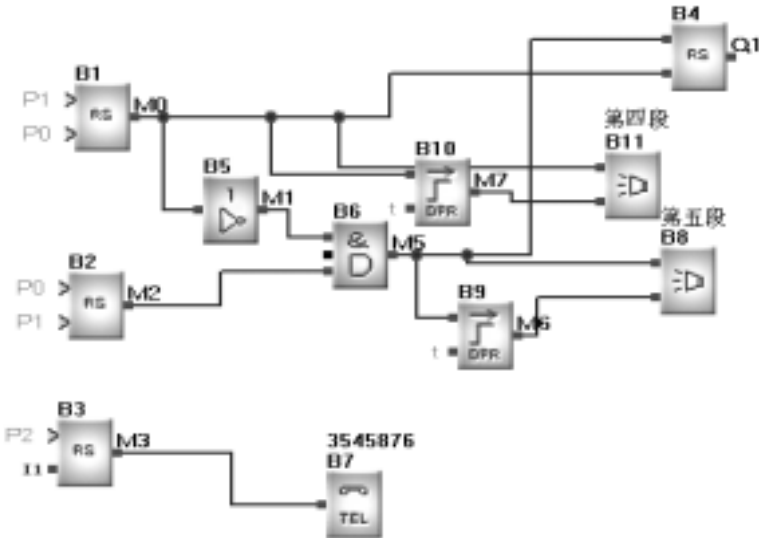 B4
RS
Q1
B1
P1
P0
RS
M0
第四段
B11
B10
M7
t
DPR
B5
1
M1
B6
&
M5
第五段
B8
B2
P0
P1
RS
M2
B9
M6
t
DPR
B3
P2
I1
RS
M3
3545876
B7
TEL